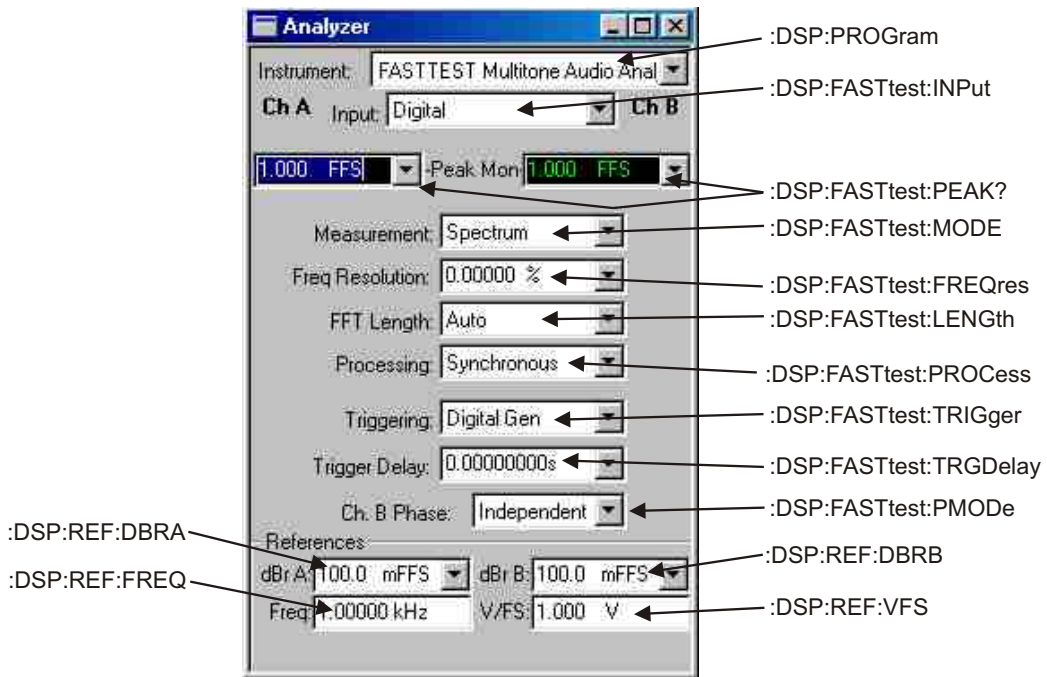 Analyzer
:DSP:PROGram
Instrument: FASTTEST Multitone Audio Anal
:DSP:FASTtest:INPut
Ch A Input: Digital Ch B
1.000 FFS -Peak Mon- 1.000 FFS
:DSP:FASTtest:PEAK?
Measurement: Spectrum
:DSP:FASTtest:MODE
Freq Resolution: 0.00000 %
:DSP:FASTtest:FREQres
FFT Length: Auto
:DSP:FASTtest:LENGth
Processing: Synchronous
:DSP:FASTtest:PROCess
Triggering: Digital Gen
:DSP:FASTtest:TRIGger
Trigger Delay: 0.00000000s
:DSP:FASTtest:TRGDelay
Ch. B Phase: Independent
:DSP:FASTtest:PMODe
:DSP:REF:DBRA
References
:DSP:REF:DBRB
dBr A: 100.0 mFFS dBr B: 100.0 mFFS
:DSP:REF:FREQ
Freq: 1.00000 kHz V/FS: 1.000 V
:DSP:REF:VFS